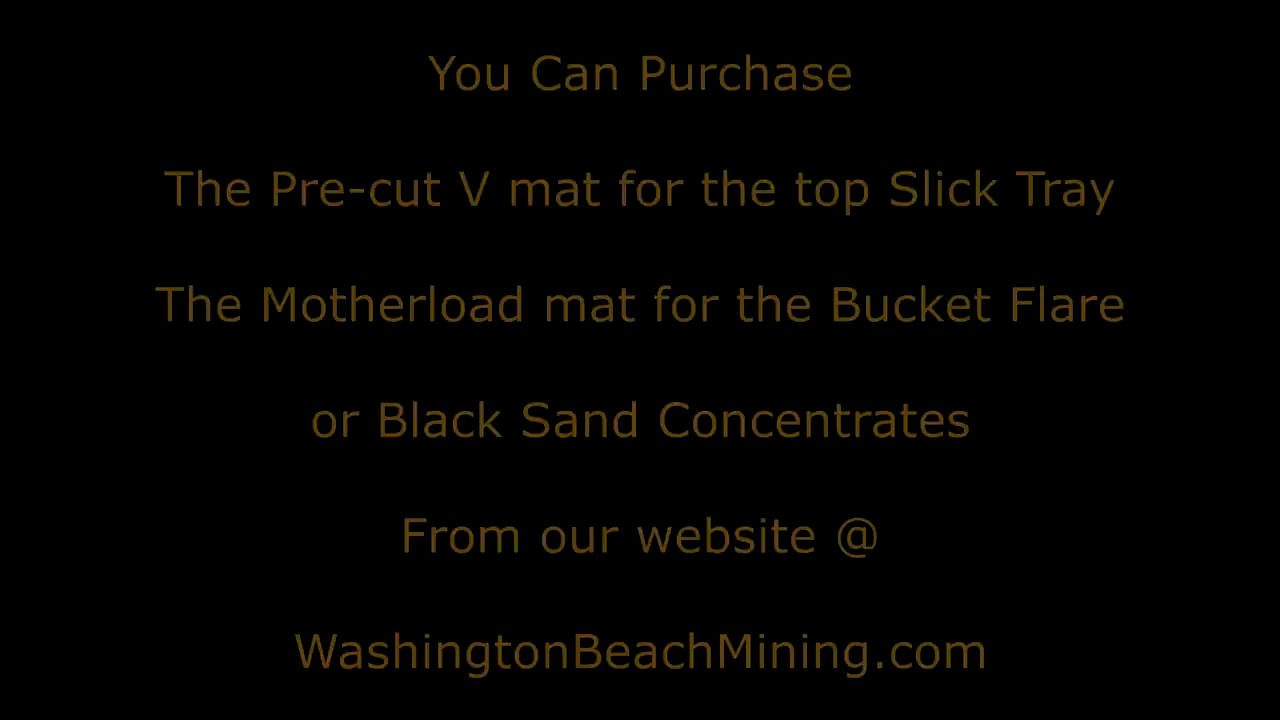 You Can Purchase
The Pre-cut V mat for the top Slick Tray
The Motherload mat for the Bucket Flare
or Black Sand Concentrates
From our website @
WashingtonBeachMining.com